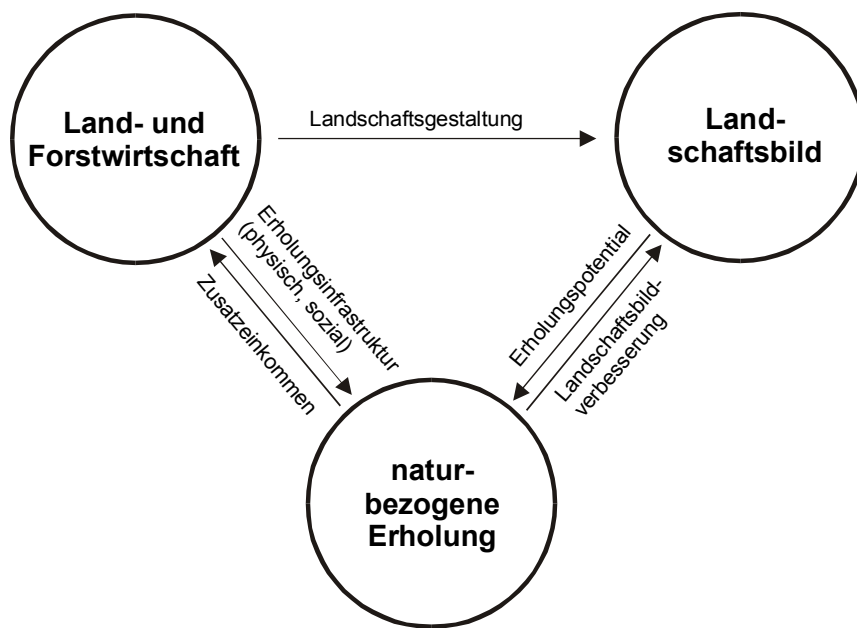 Land- und
Forstwirtschaft
Landschaftsgestaltung
Land-
schaftsbild
Erholungsinfrastruktur
(physisch, sozial)
Zusatzeinkommen
Erholungspotential
Landschaftsbild-
verbesserung
natur-
bezogene
Erholung